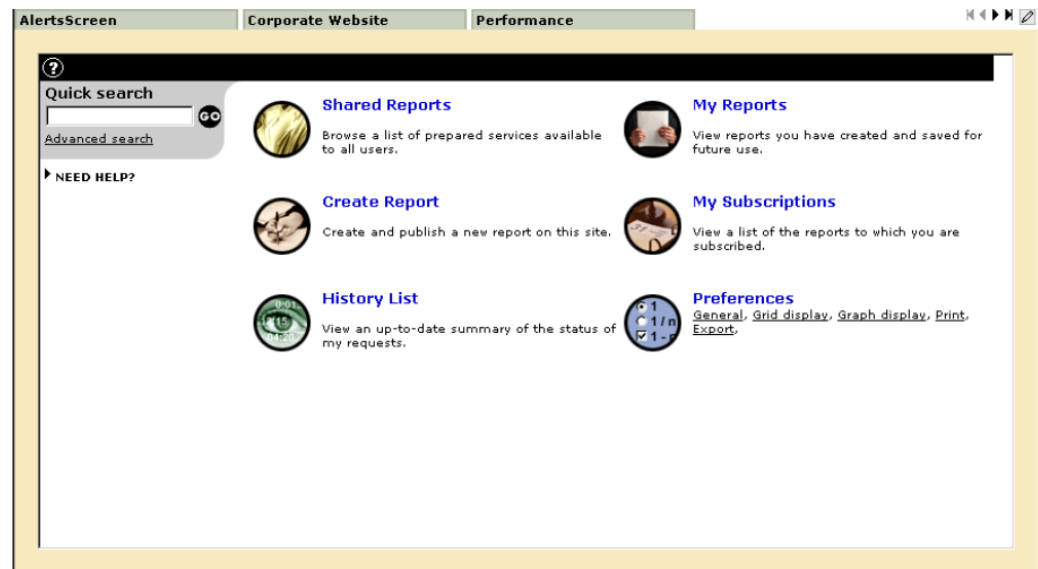 AlertsScreen
Corporate Website
Performance
?
Quick search
GO
Advanced search
NEED HELP?
Shared Reports
Browse a list of prepared services available
to all users.
My Reports
View reports you have created and saved for
future use.
Create Report
Create and publish a new report on this site.
31
My Subscriptions
View a list of the reports to which you are
subscribed.
History List
View an up-to-date summary of the status of
my requests.
1
1/n
1-n
Preferences
General, Grid display, Graph display, Print,
Export,